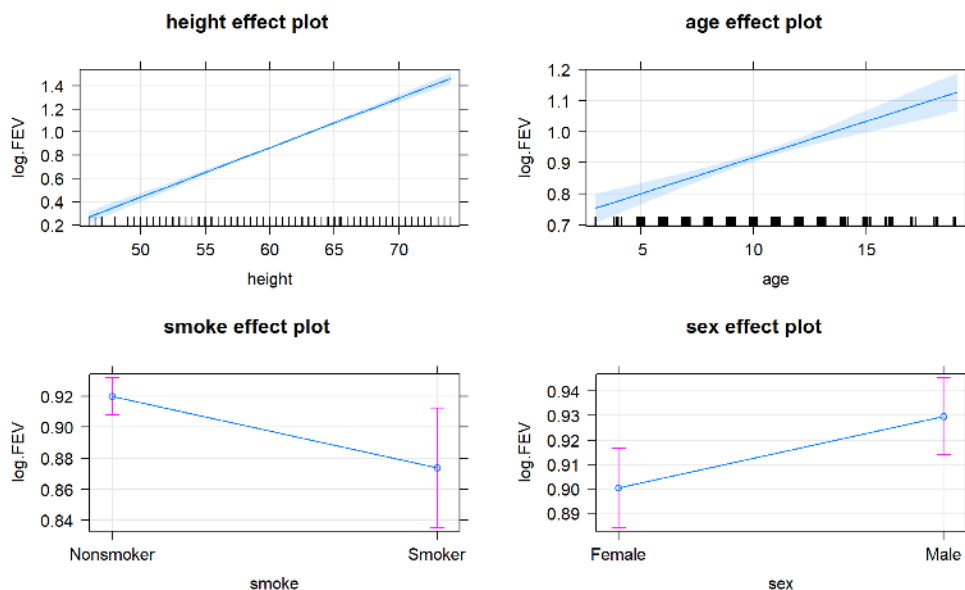 height effect plot
log.FEV
1.4
1.2
1.0
0.8
0.6
0.4
0.2
50 55 60 65 70
height
age effect plot
log.FEV
1.2
1.1
1.0
0.9
0.8
0.7
5 10 15
age
smoke effect plot
log.FEV
0.92
0.90
0.88
0.86
0.84
Nonsmoker Smoker
smoke
sex effect plot
log.FEV
0.94
0.93
0.92
0.91
0.90
0.89
Female Male
sex